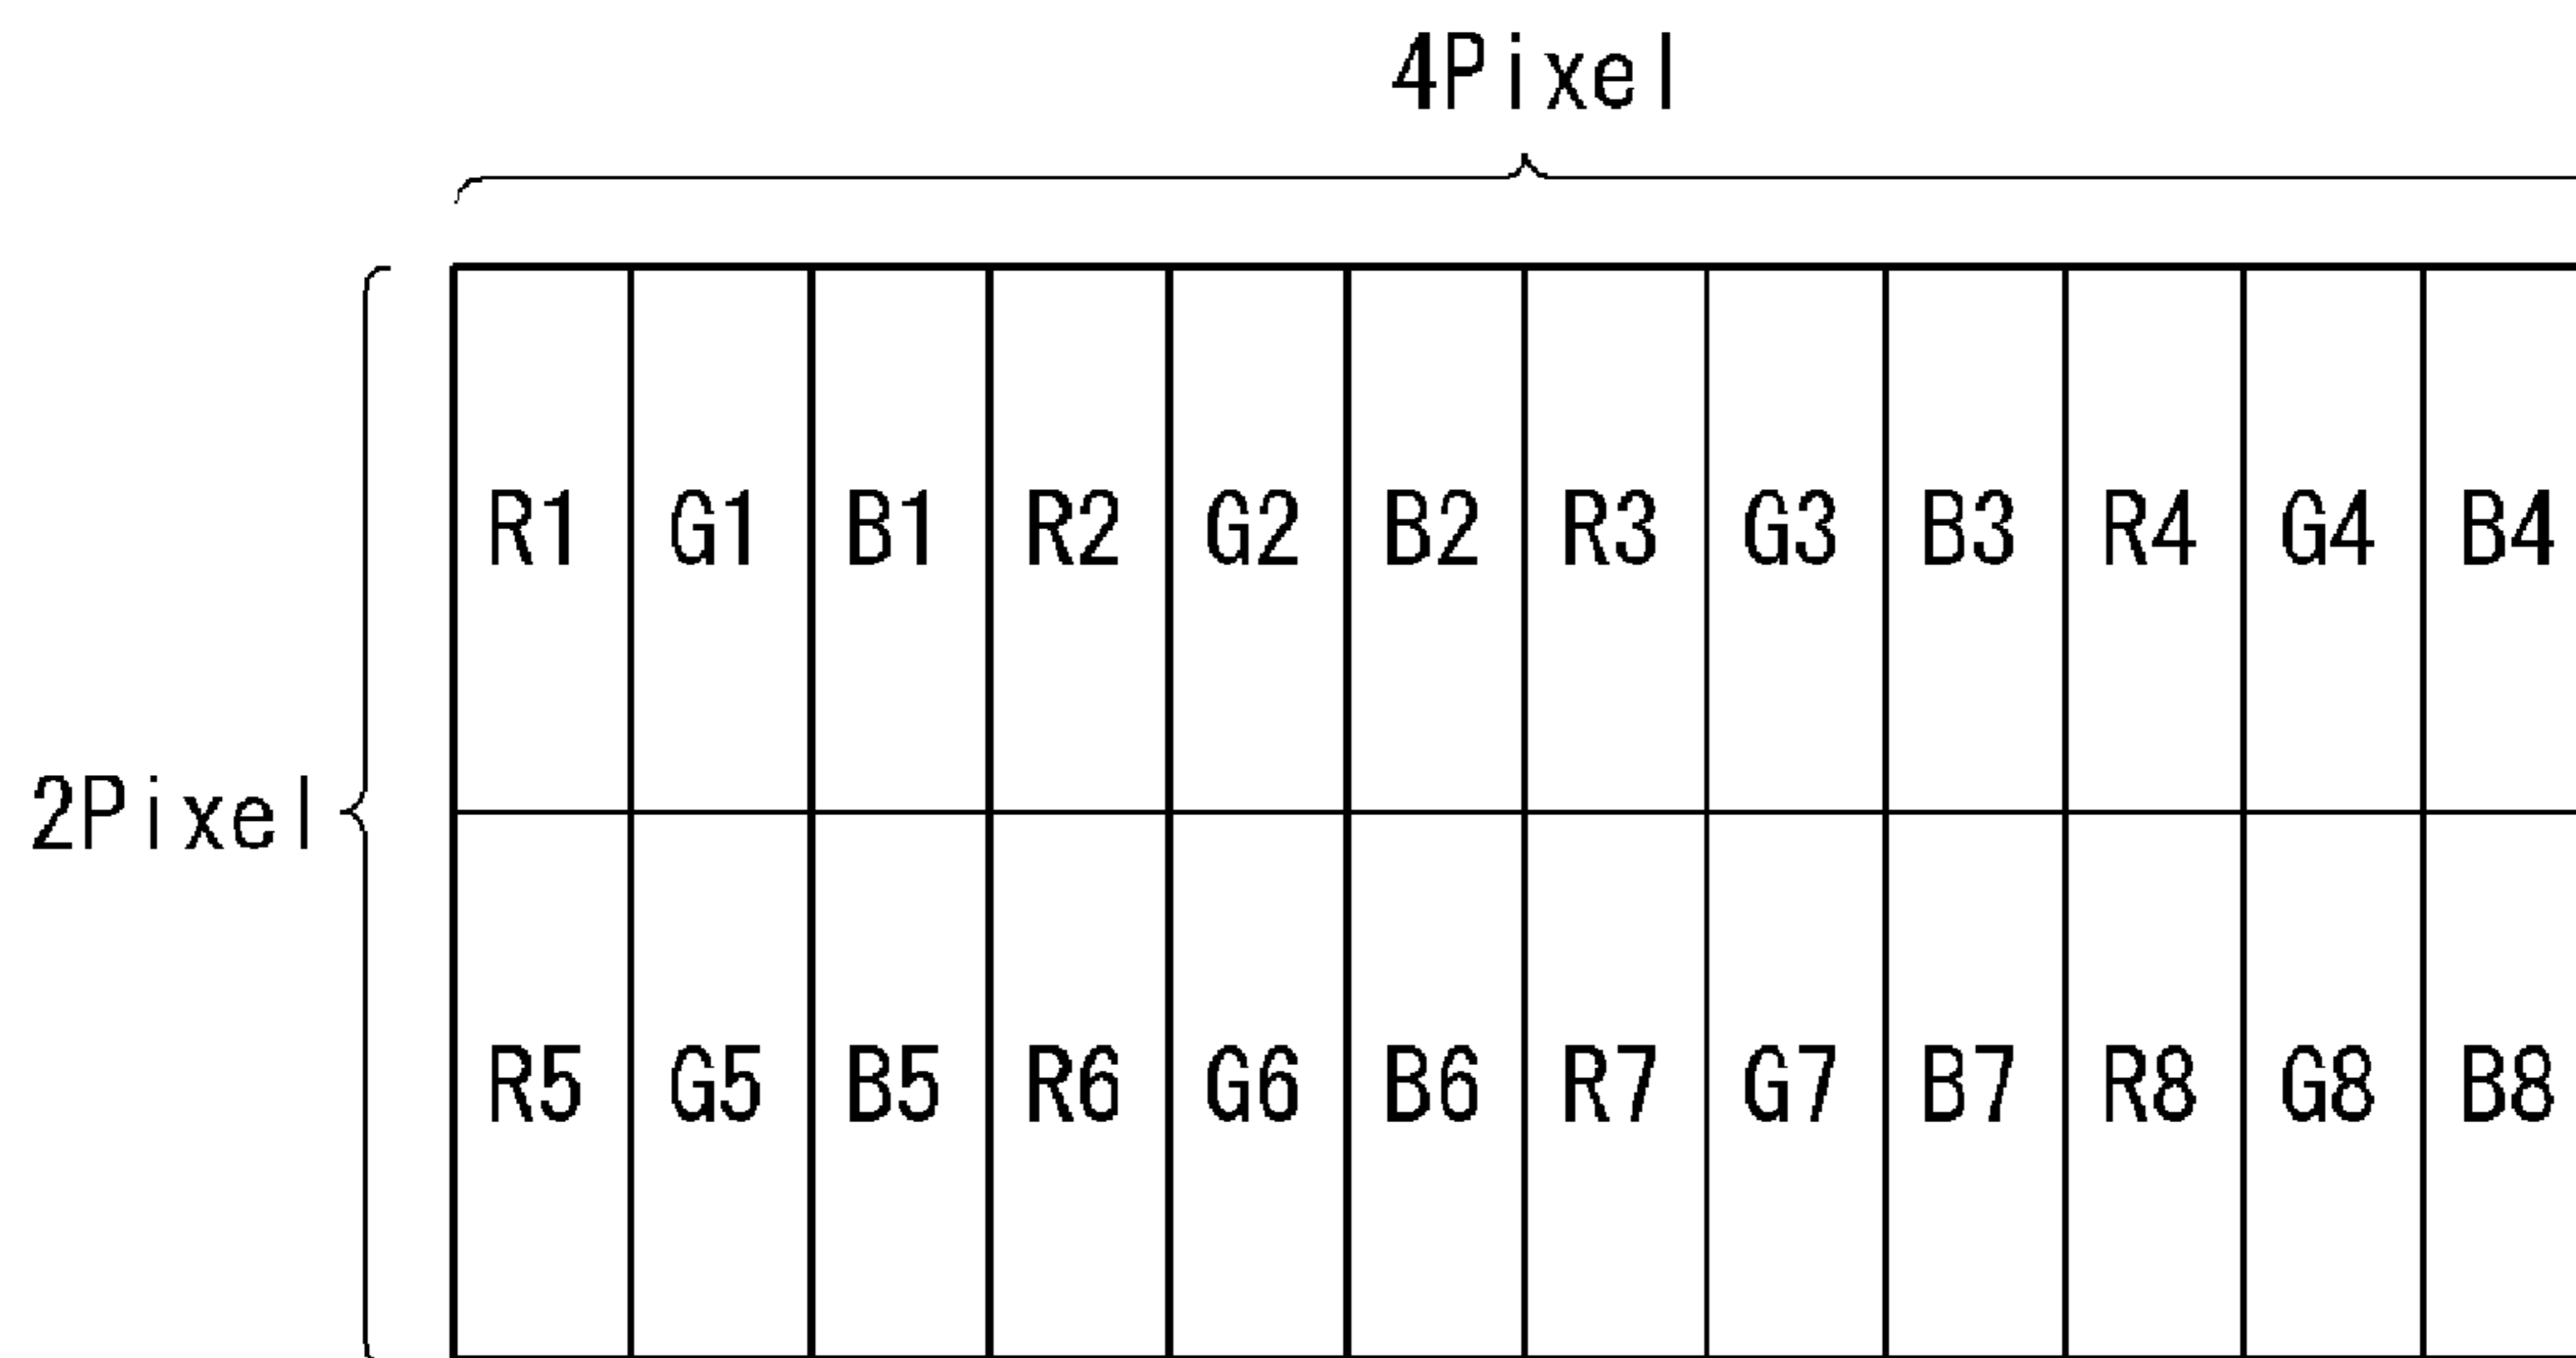 4Pixel
R1 G1 B1 R2 G2 B2 R3 G3 B3 R4 G4 B4
2Pixel
R5 G5 B5 R6 G6 B6 R7 G7 B7 R8 G8 B8